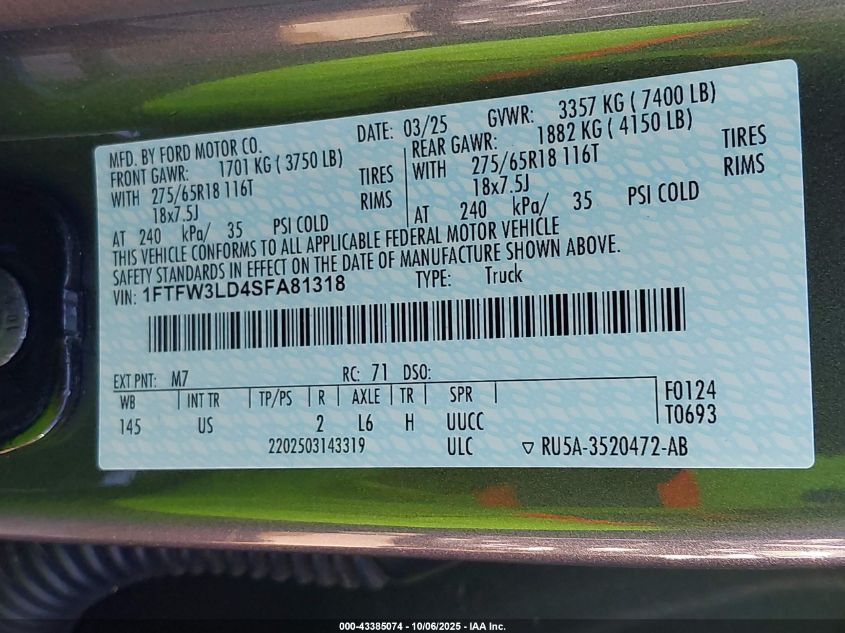 MFD. BY FORD MOTOR CO. DATE: 03/25 GVWR: 3357 KG ( 7400 LB)
FRONT GAWR: 1701 KG ( 3750 LB) REAR GAWR: 1882 KG ( 4150 LB)
WITH 275/65R18 116T TIRES WITH 275/65R18 116T TIRES
18x7.5J RIMS 18x7.5J RIMS
AT 240 kPa/ 35 PSI COLD AT 240 kPa/ 35 PSI COLD
THIS VEHICLE CONFORMS TO ALL APPLICABLE FEDERAL MOTOR VEHICLE
SAFETY STANDARDS IN EFFECT ON THE DATE OF MANUFACTURE SHOWN ABOVE.
VIN: 1FTFW3LD4SFA81318 TYPE: Truck
EXT PNT: M7 RC: 71 DSO:
WB INT TR TP/PS R AXLE TR SPR F0124
145 US 2 L6 H UUCC T0693
2202503143319 ULC ▽ RU5A-3520472-AB
000-43385074 - 10/06/2025 - IAA Inc.